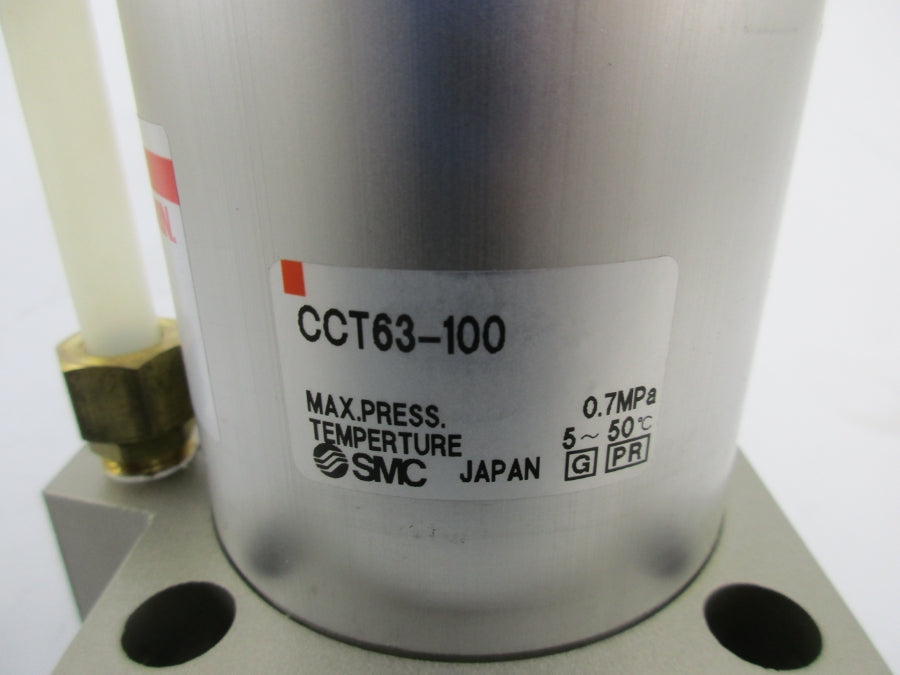 CCT63-100
MAX.PRESS. 0.7MPa
TEMPERTURE 5~50℃
SMC JAPAN G PR